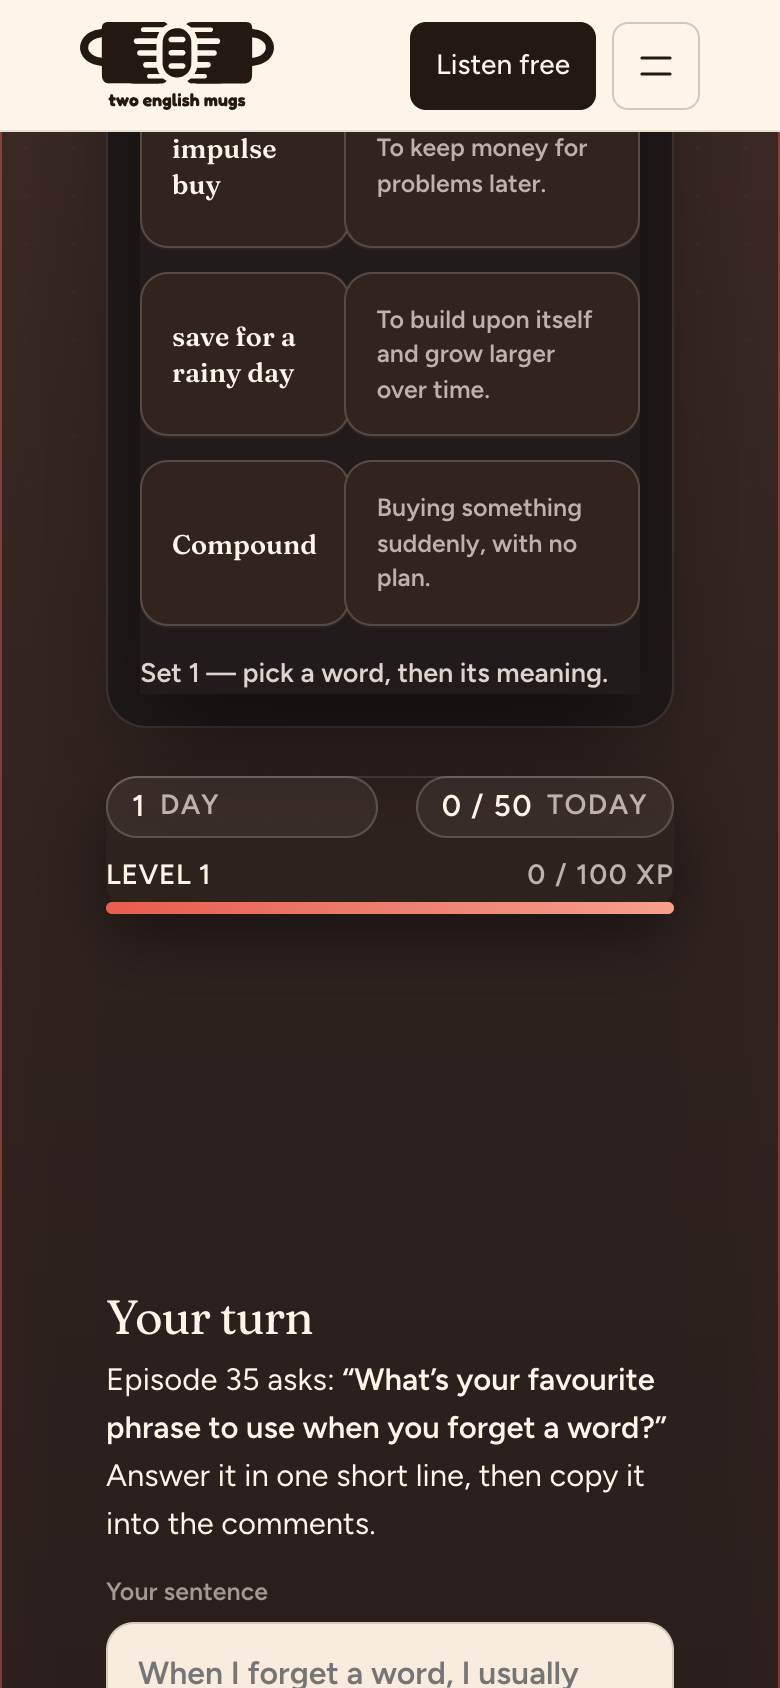 two english mugs
Listen free
impulse
buy
To keep money for
problems later.
save for a
rainy day
To build upon itself
and grow larger
over time.
Compound
Buying something
suddenly, with no
plan.
Set 1 — pick a word, then its meaning.
1 DAY
0 / 50 TODAY
LEVEL 1
0 / 100 XP
Your turn
Episode 35 asks: “What’s your favourite
phrase to use when you forget a word?”
Answer it in one short line, then copy it
into the comments.
Your sentence
When I forget a word, I usually